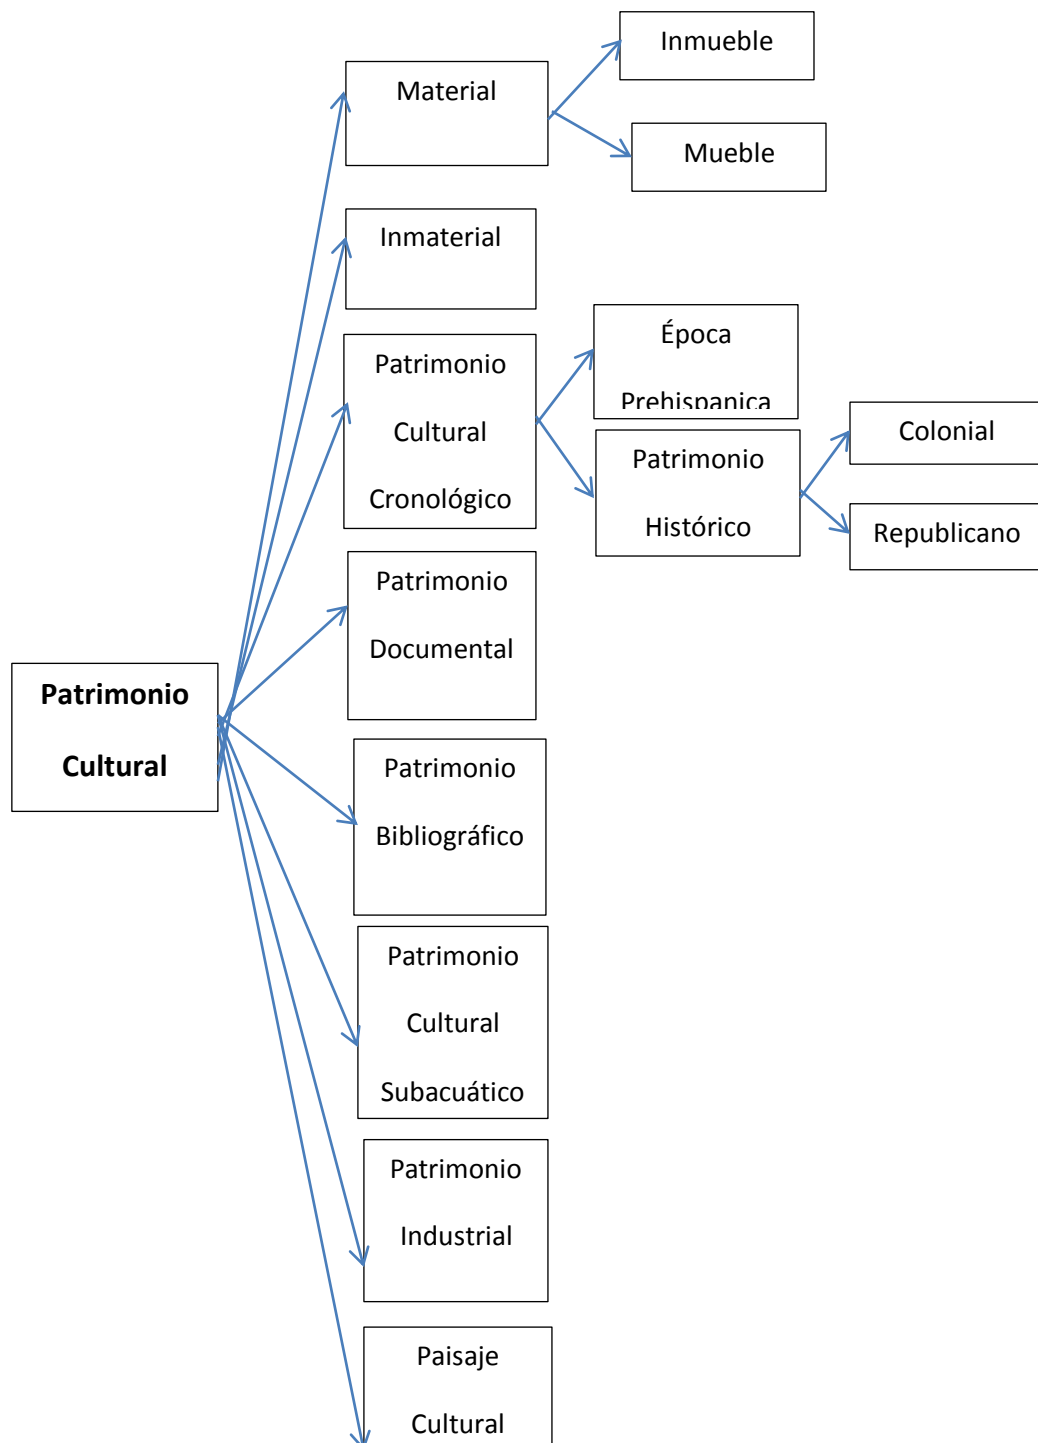 Inmueble
Material
Mueble
Inmaterial
Época
Prehispanica
Patrimonio
Cultural
Cronológico
Colonial
Patrimonio
Histórico
Republicano
Patrimonio
Documental
Patrimonio
Cultural
Patrimonio
Bibliográfico
Patrimonio
Cultural
Subacuático
Patrimonio
Industrial
Paisaje
Cultural